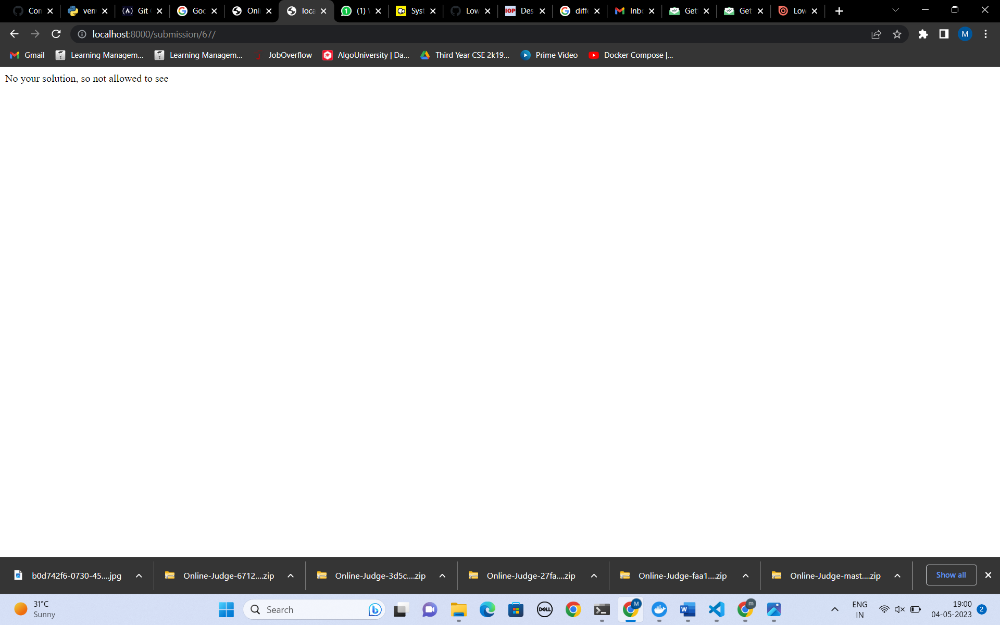 Con
ven
Git
Goo
Onli
loca
(1) W
Syst
Low
Des
diffe
Inbo
Get
Get
Low
localhost:8000/submission/67/
M
Gmail
Learning Managem...
Learning Managem...
JobOverflow
AlgoUniversity | Da...
Third Year CSE 2k19...
Prime Video
Docker Compose |...
No your solution, so not allowed to see
b0d742f6-0730-45....jpg
Online-Judge-6712....zip
Online-Judge-3d5c....zip
Online-Judge-27fa....zip
Online-Judge-faa1....zip
Online-Judge-mast....zip
Show all
31°C
Sunny
Search
DELL
M
W
m
ENG
IN
19:00
04-05-2023
2